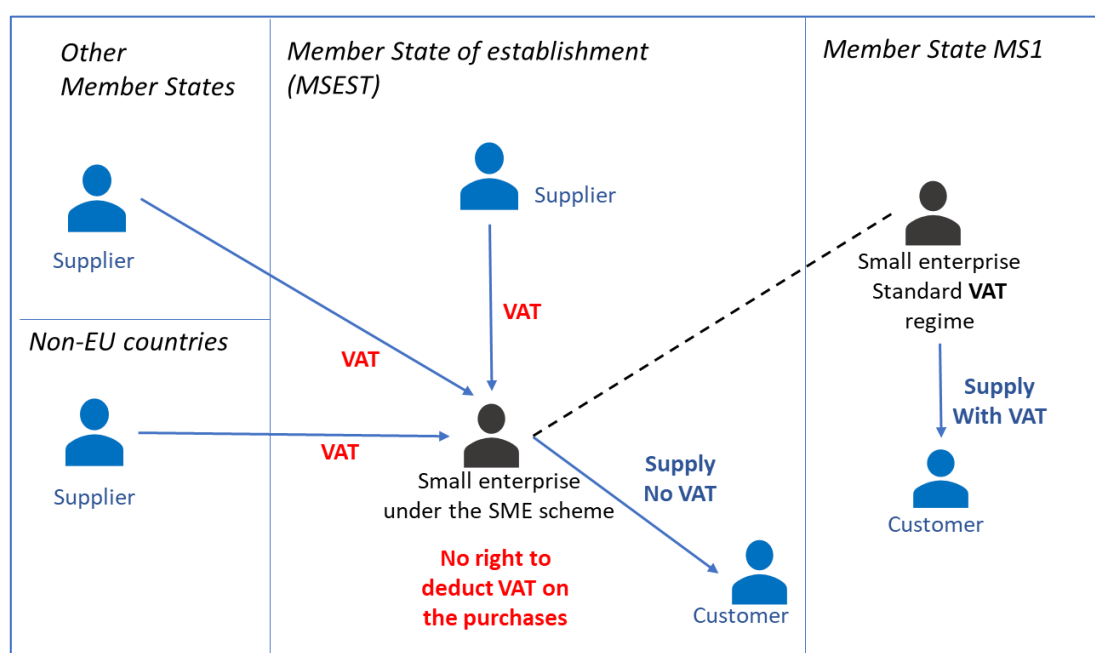 Other
Member States
Supplier
Non-EU countries
Supplier
VAT
VAT
Member State of establishment
(MSEST)
Supplier
VAT
Small enterprise
under the SME scheme
No right to
deduct VAT on
the purchases
Supply
No VAT
Customer
Member State MS1
Small enterprise
Standard VAT
regime
Supply
With VAT
Customer